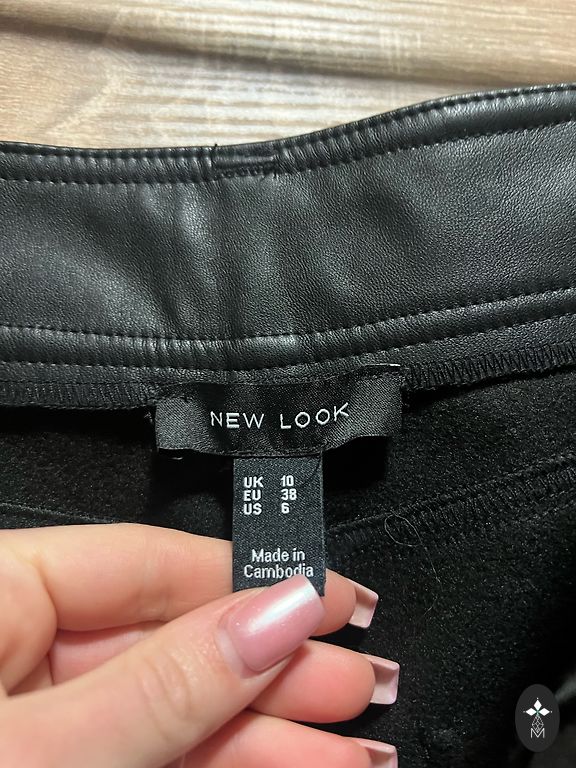 NEW LOOK
UK 10
EU 38
US 6
Made in
Cambodia
M